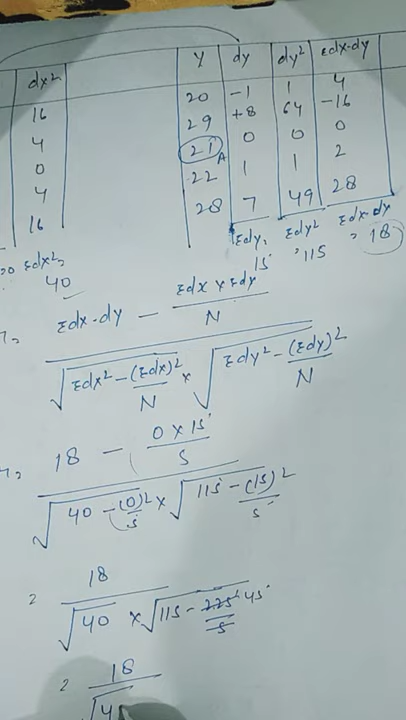 dx² Y dy dy² Σdx·dy
16 20 -1 1 4
4 29 +8 64 -16
0 21 A 0 0 0
4 22 1 1 2
16 28 7 49 28
Σdx² = 40 Σdy = 15 Σdy² = 115 Σdx·dy = 18
r = Σdx·dy - Σdx × Σdy / N
√Σdx² - (Σdx)² / N × √Σdy² - (Σdy)² / N
r = 18 - 0 × 15 / 5
√40 - (0)² / 5 × √115 - (15)² / 5
= 18
√40 × √115 - 225 / 5 45
= 18
√4